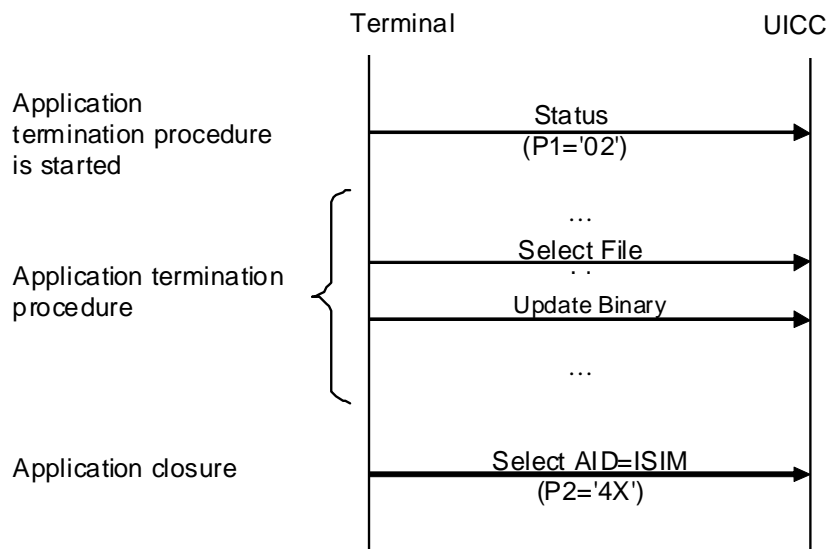 Terminal
UICC
Application
termination procedure
is started
Status
(P1='02')
...
Select File
. .
Application termination
procedure
Update Binary
...
Application closure
Select AID=ISIM
(P2='4X')